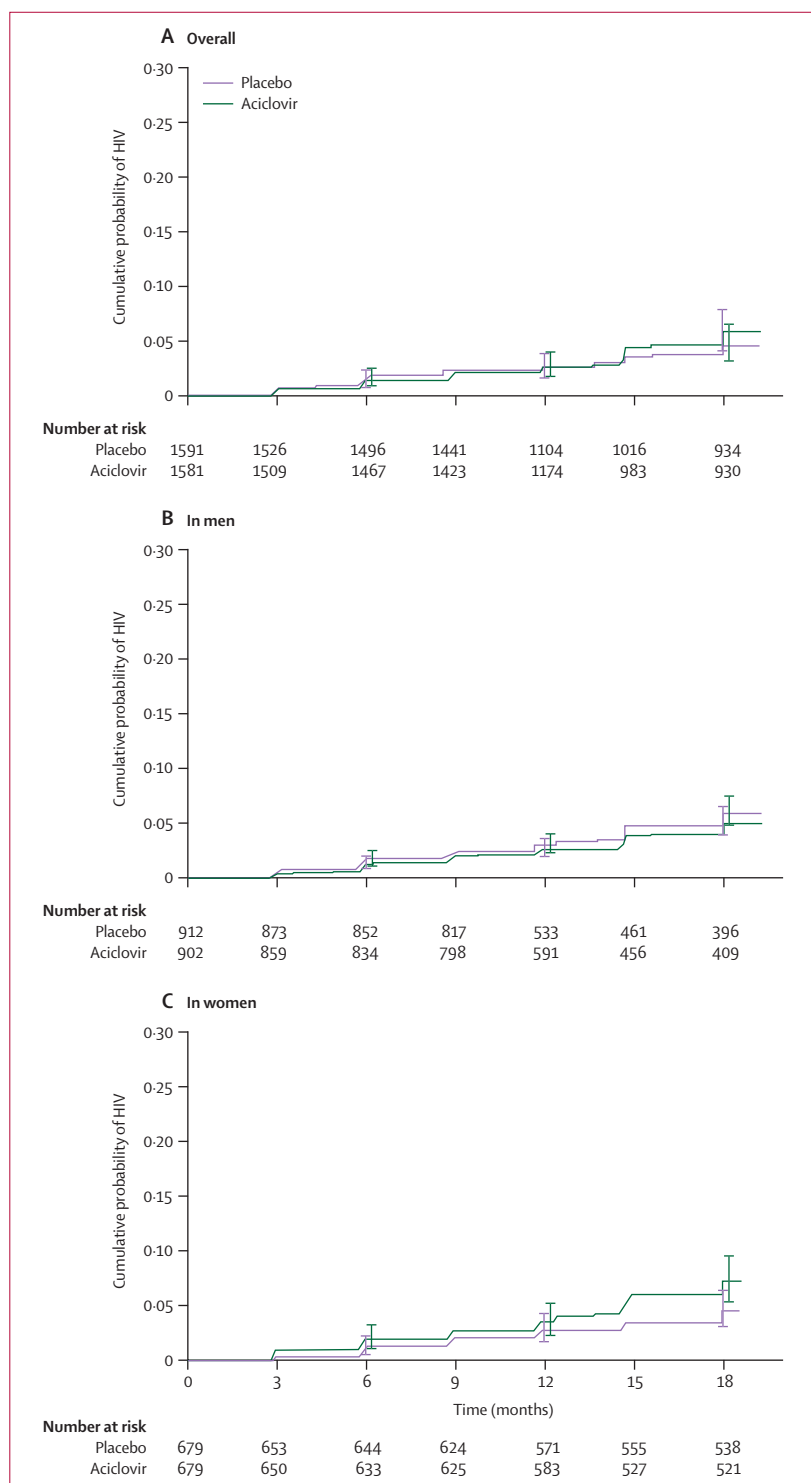 A Overall
0·30
0·25
0·20
0·15
0·10
0·05
0
Cumulative probability of HIV
Placebo
Aciclovir
Number at risk
Placebo 1591 1526 1496 1441 1104 1016 934
Aciclovir 1581 1509 1467 1423 1174 983 930
B In men
0·30
0·25
0·20
0·15
0·10
0·05
0
Cumulative probability of HIV
Number at risk
Placebo 912 873 852 817 533 461 396
Aciclovir 902 859 834 798 591 456 409
C In women
0·30
0·25
0·20
0·15
0·10
0·05
0
Cumulative probability of HIV
0 3 6 9 12 15 18
Time (months)
Number at risk
Placebo 679 653 644 624 571 555 538
Aciclovir 679 650 633 625 583 527 521